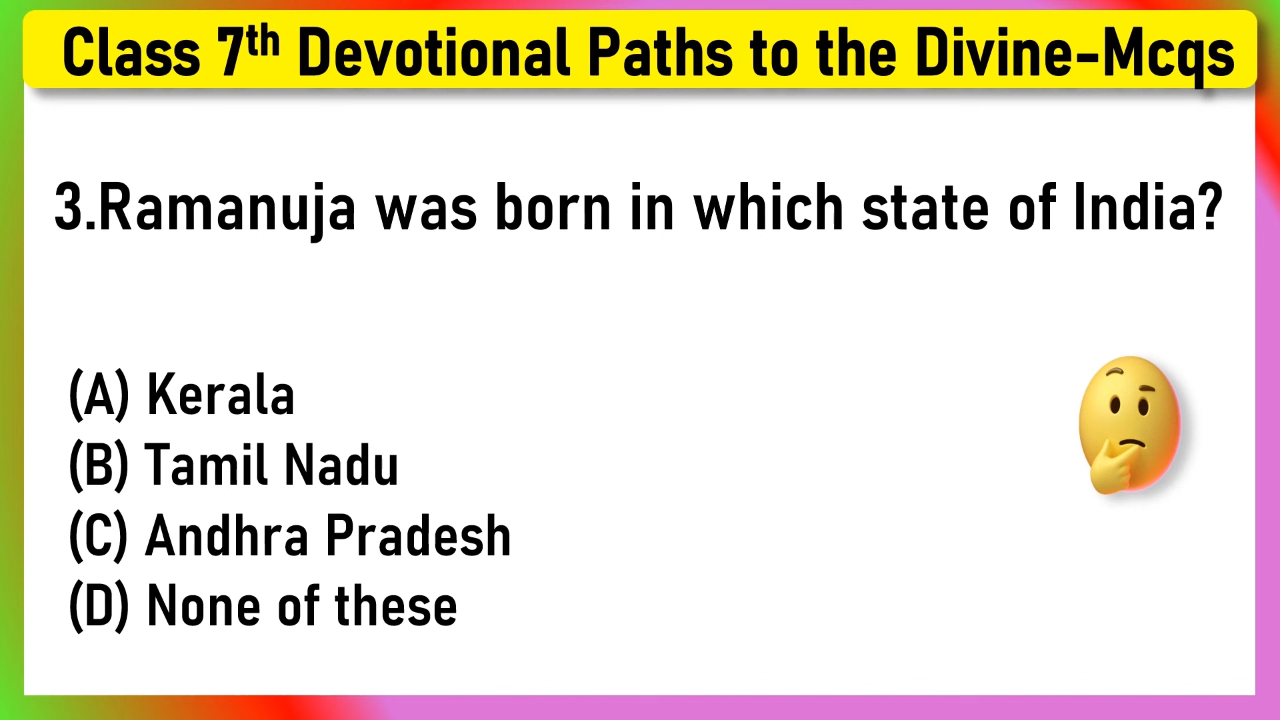 Class 7th Devotional Paths to the Divine-Mcqs
3.Ramanuja was born in which state of India?
(A) Kerala
(B) Tamil Nadu
(C) Andhra Pradesh
(D) None of these